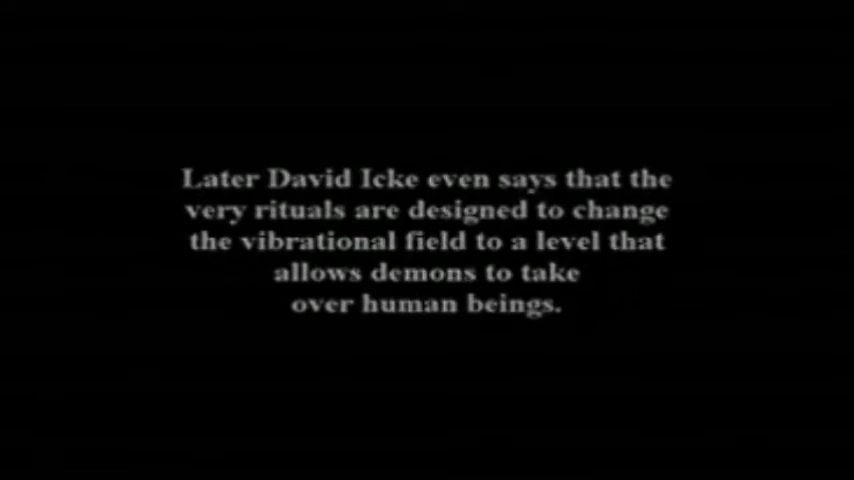 Later David Icke even says that the
very rituals are designed to change
the vibrational field to a level that
allows demons to take
over human beings.